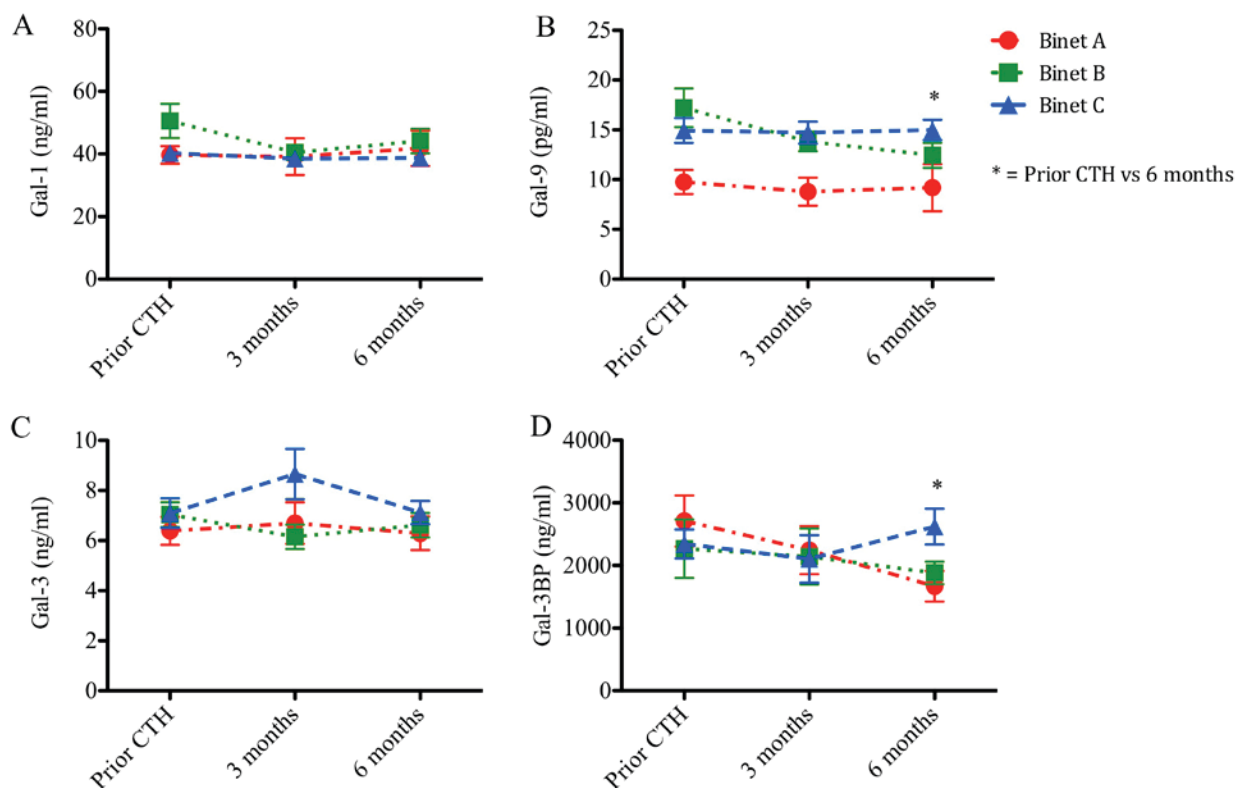 A
Gal-1 (ng/ml)
80
60
40
20
0
Prior CTH
3 months
6 months
B
Gal-9 (pg/ml)
25
20
15
10
5
0
*
Prior CTH
3 months
6 months
Binet A
Binet B
Binet C
* = Prior CTH vs 6 months
C
Gal-3 (ng/ml)
10
8
6
4
2
0
Prior CTH
3 months
6 months
D
Gal-3BP (ng/ml)
4000
3000
2000
1000
0
*
Prior CTH
3 months
6 months